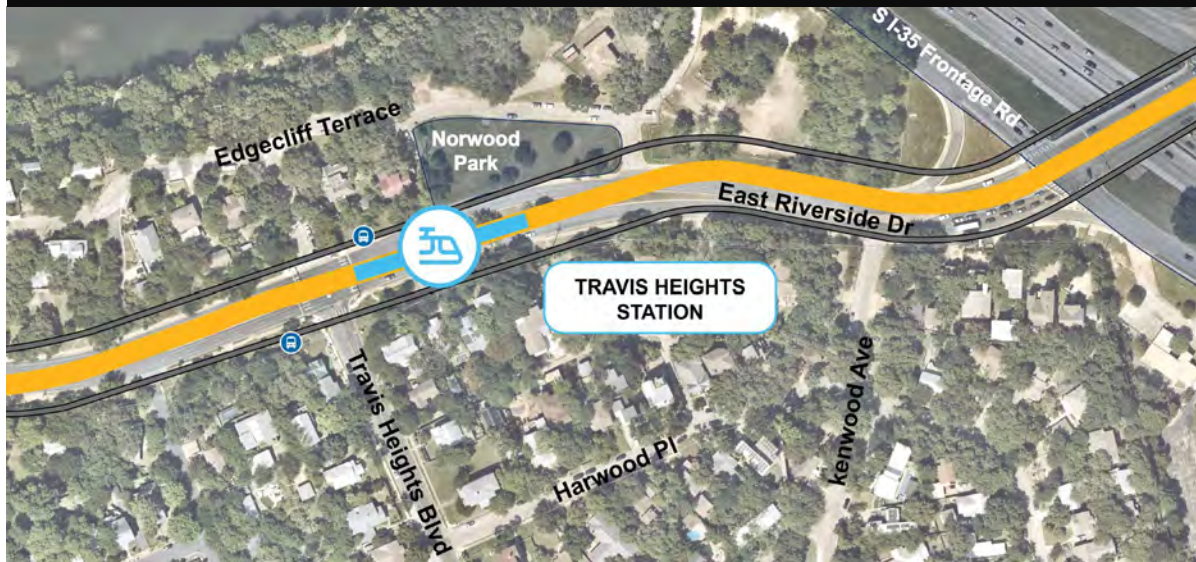 S I-35 Frontage Rd
Edgecliff Terrace
Norwood
Park
East Riverside Dr
TRAVIS HEIGHTS
STATION
Travis Heights Blvd
Harwood Pl
kenwood Ave